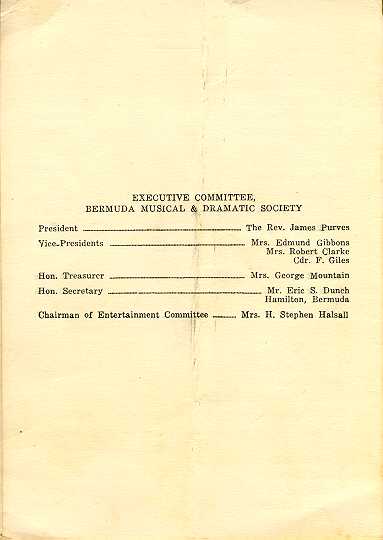 EXECUTIVE COMMITTEE,
BERMUDA MUSICAL & DRAMATIC SOCIETY
President ........ The Rev. James Purves
Vice-Presidents ........ Mrs. Edmund Gibbons
Mrs. Robert Clarke
Cdr. F. Giles
Hon. Treasurer ........ Mrs. George Mountain
Hon. Secretary ........ Mr. Eric S. Dunch
Hamilton, Bermuda
Chairman of Entertainment Committee ........ Mrs. H. Stephen Halsall